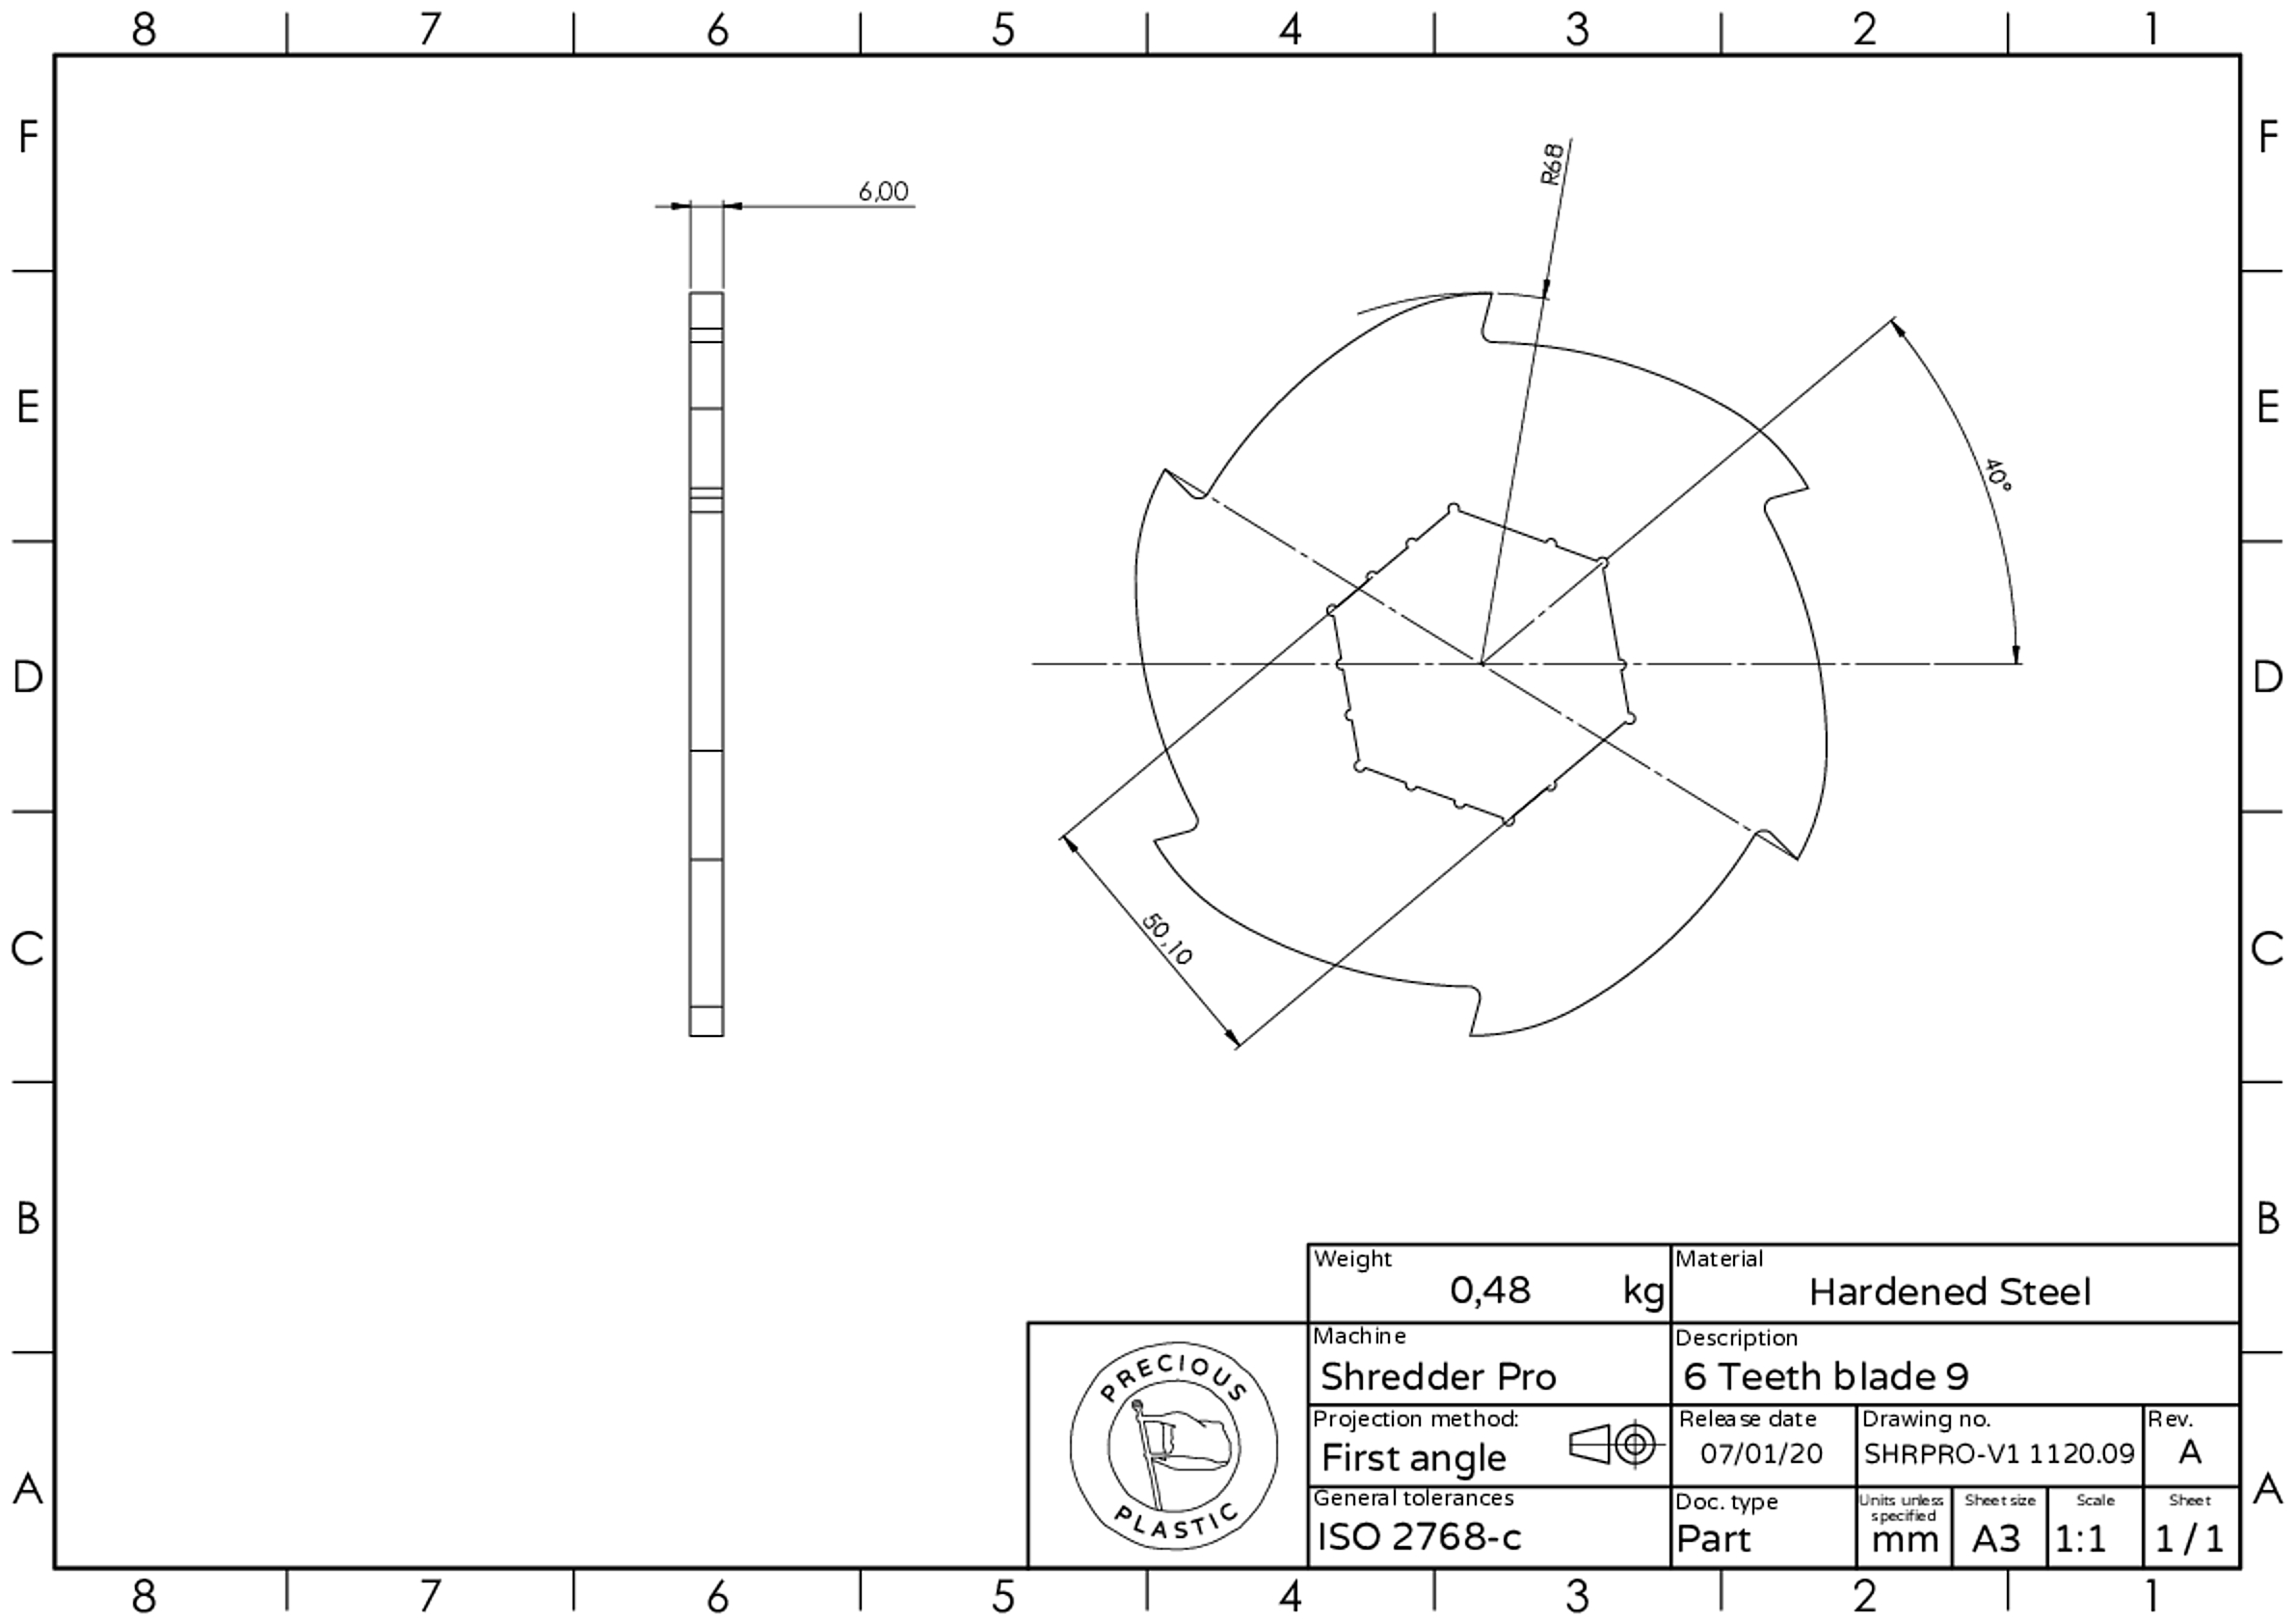 8 7 6 5 4 3 2 1
F F
R68
6,00
E E
40°
D D
50,10
C C
B B
Weight Material
0,48 kg Hardened Steel
Machine Description
Shredder Pro 6 Teeth blade 9
PRECIOUS
PLASTIC
Projection method: Release date Drawing no. Rev.
First angle 07/01/20 SHRPRO-V1 1120.09 A
A A
General tolerances Doc. type Units unless specified Sheet size Scale Sheet
ISO 2768-c Part mm A3 1:1 1 / 1
8 7 6 5 4 3 2 1